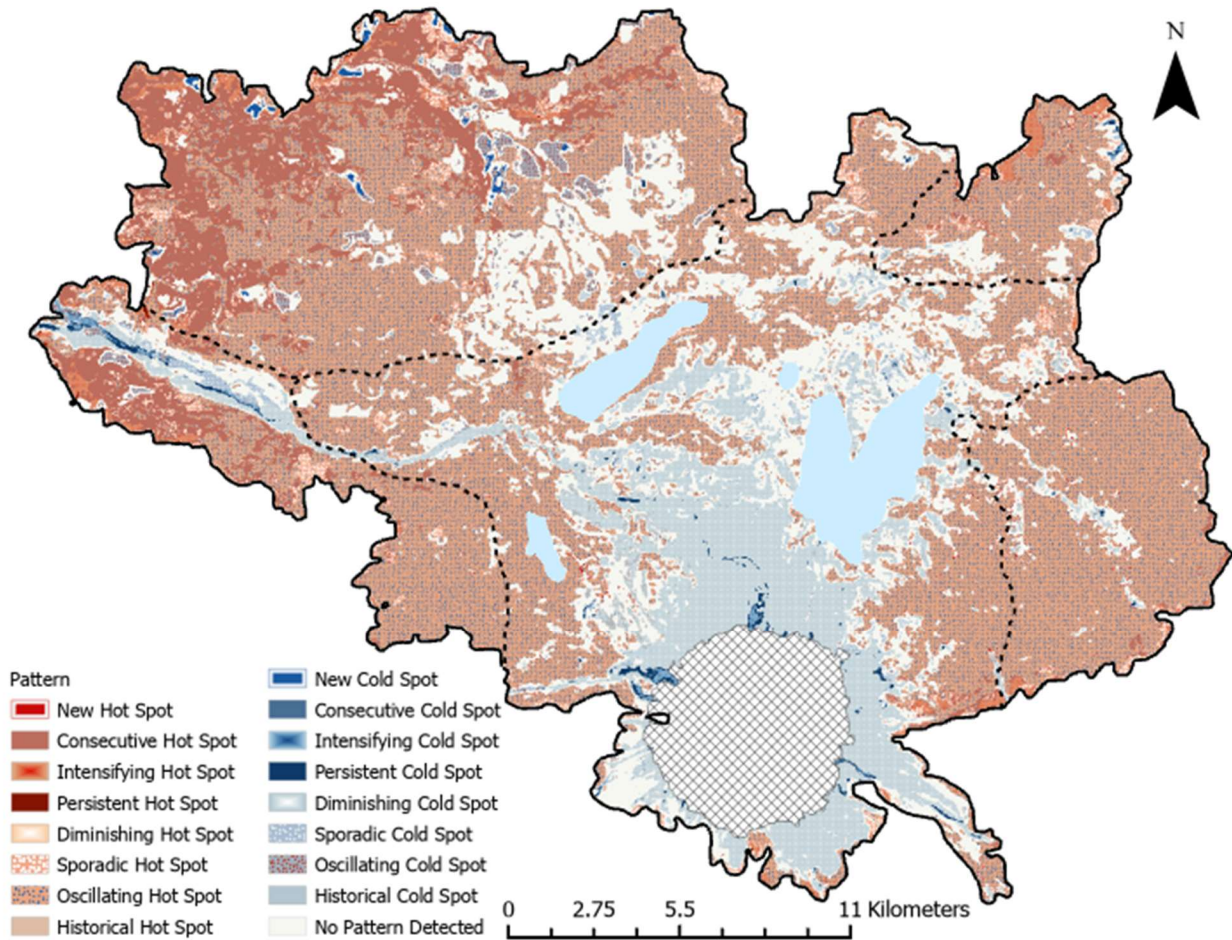 N
Pattern
New Hot Spot
Consecutive Hot Spot
Intensifying Hot Spot
Persistent Hot Spot
Diminishing Hot Spot
Sporadic Hot Spot
Oscillating Hot Spot
Historical Hot Spot
New Cold Spot
Consecutive Cold Spot
Intensifying Cold Spot
Persistent Cold Spot
Diminishing Cold Spot
Sporadic Cold Spot
Oscillating Cold Spot
Historical Cold Spot
No Pattern Detected
0 2.75 5.5 11 Kilometers